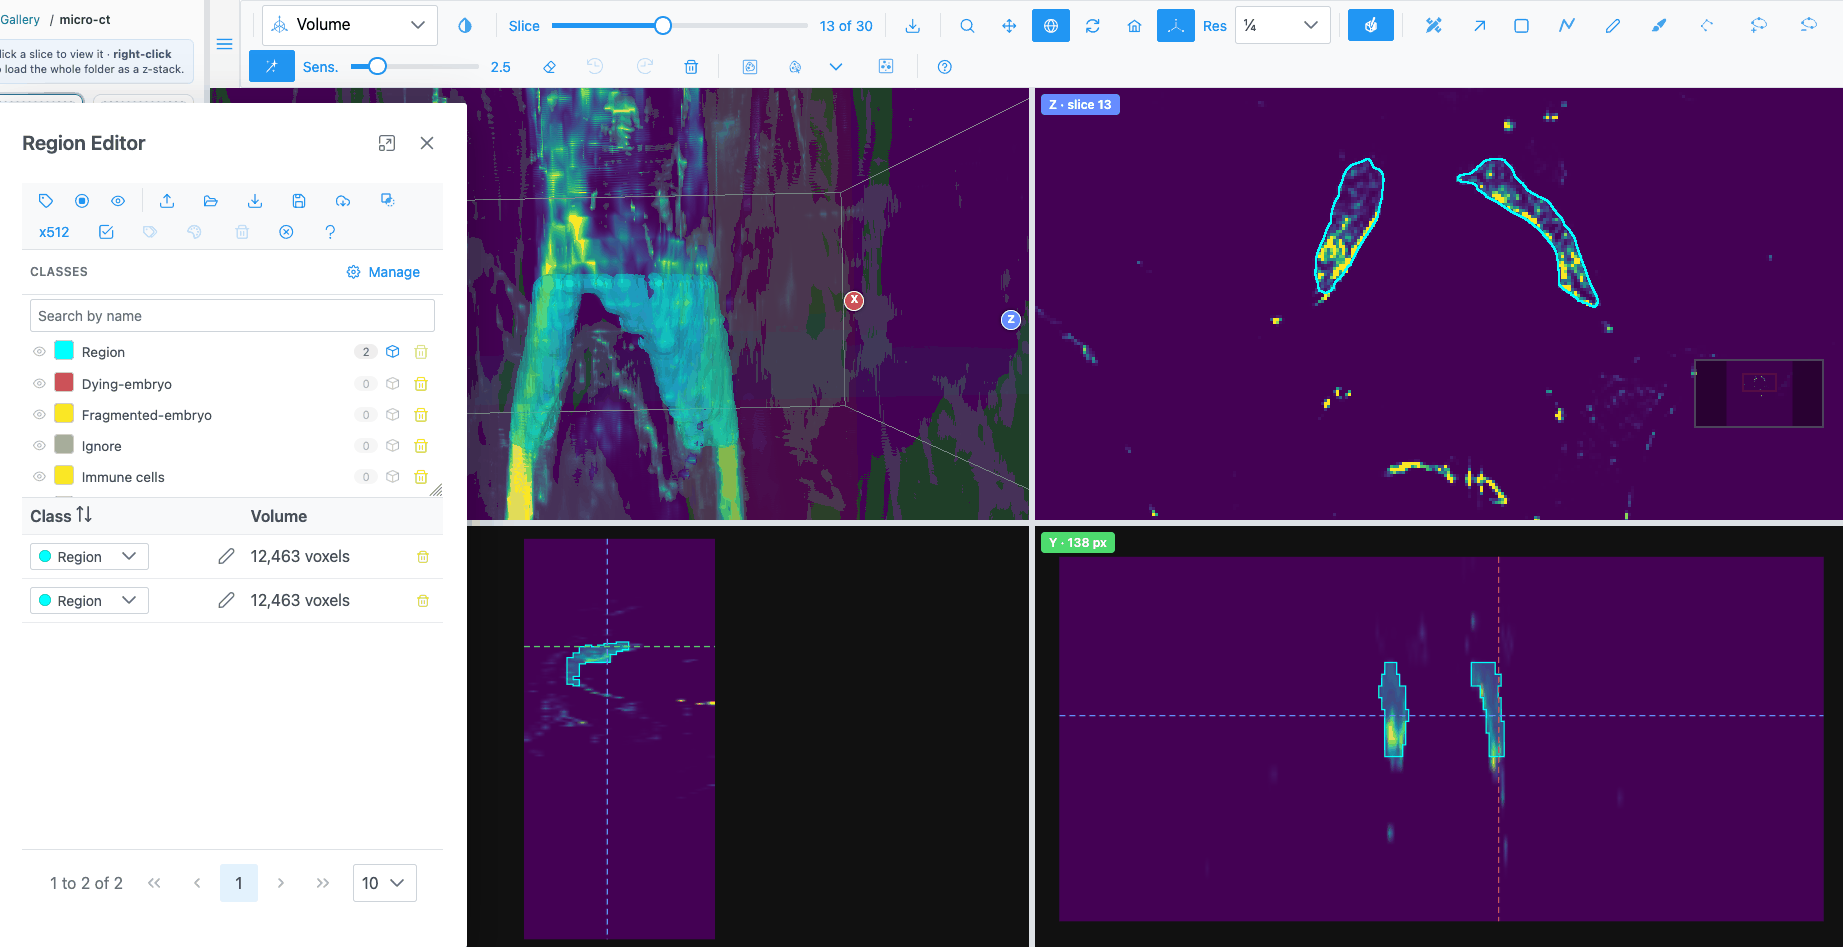 Gallery / micro-ct
lick a slice to view it · right-click
o load the whole folder as a z-stack.
Volume
Slice
13 of 30
Res
¼
Sens.
2.5
Region Editor
x512
CLASSES
Manage
Search by name
Region 2
Dying-embryo 0
Fragmented-embryo 0
Ignore 0
Immune cells 0
Class Volume
Region 12,463 voxels
Region 12,463 voxels
1 to 2 of 2 « ‹ 1 › » 10
X
Z
Z · slice 13
Y · 138 px